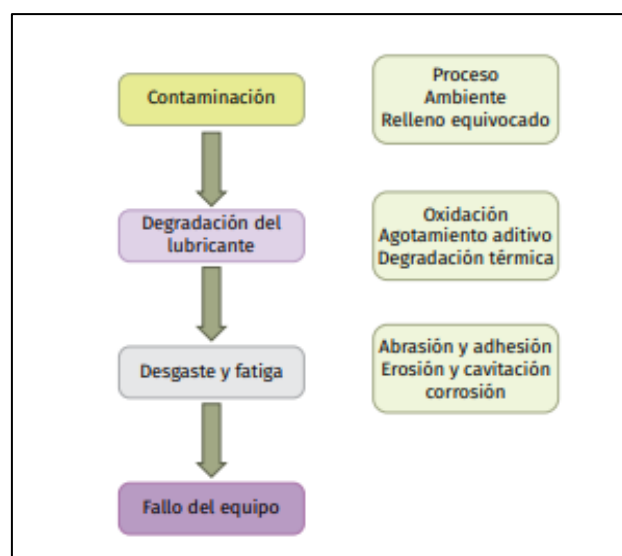 Contaminación
Proceso
Ambiente
Relleno equivocado
Degradación del
lubricante
Oxidación
Agotamiento aditivo
Degradación térmica
Desgaste y fatiga
Abrasión y adhesión
Erosión y cavitación
corrosión
Fallo del equipo